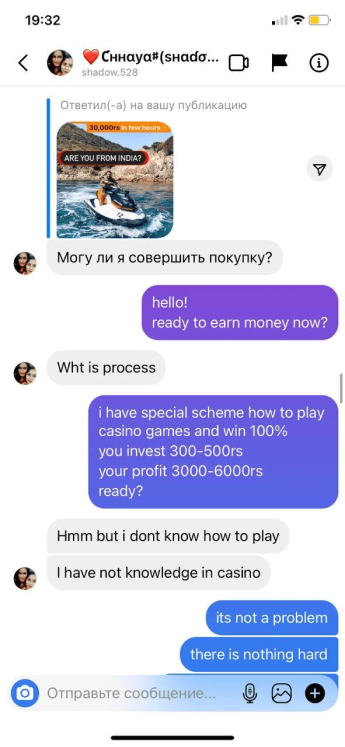 19:32
❤️Ҁннαуα#(ѕнαɗσ...
shadow.528
Ответил(-а) на вашу публикацию
30,000rs in few hours
ARE YOU FROM INDIA?
Могу ли я совершить покупку?
hello!
ready to earn money now?
Wht is process
i have special scheme how to play
casino games and win 100%
you invest 300-500rs
your profit 3000-6000rs
ready?
Hmm but i dont know how to play
I have not knowledge in casino
its not a problem
there is nothing hard
Отправьте сообщение...